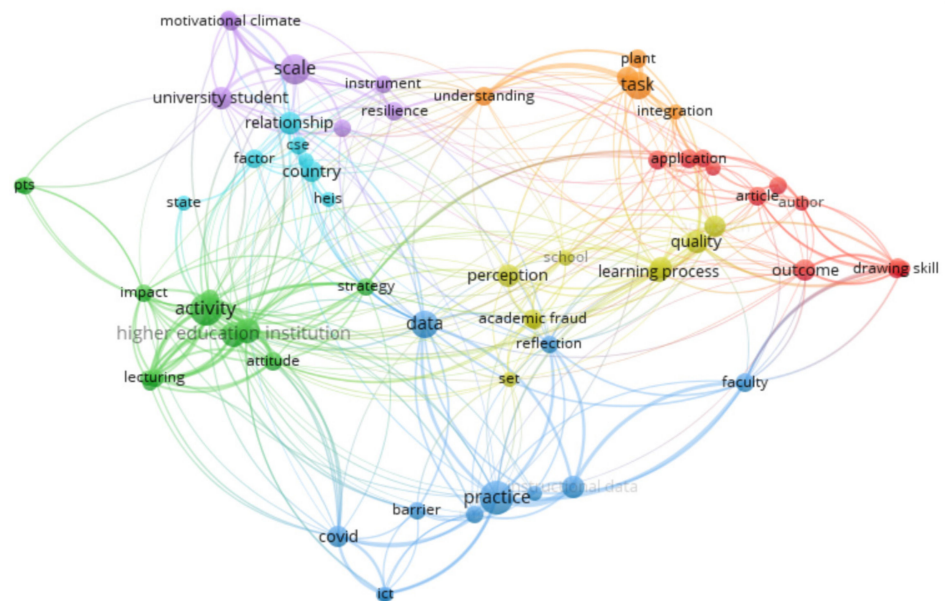 motivational climate
plant
scale
task
instrument
university student
understanding
resilience
integration
relationship
cse
factor
application
country
pts
article
state
heis
author
quality
school
learning process
outcome
drawing skill
perception
strategy
impact
activity
academic fraud
data
higher education institution
reflection
attitude
lecturing
set
faculty
instructional data
practice
barrier
covid
ict